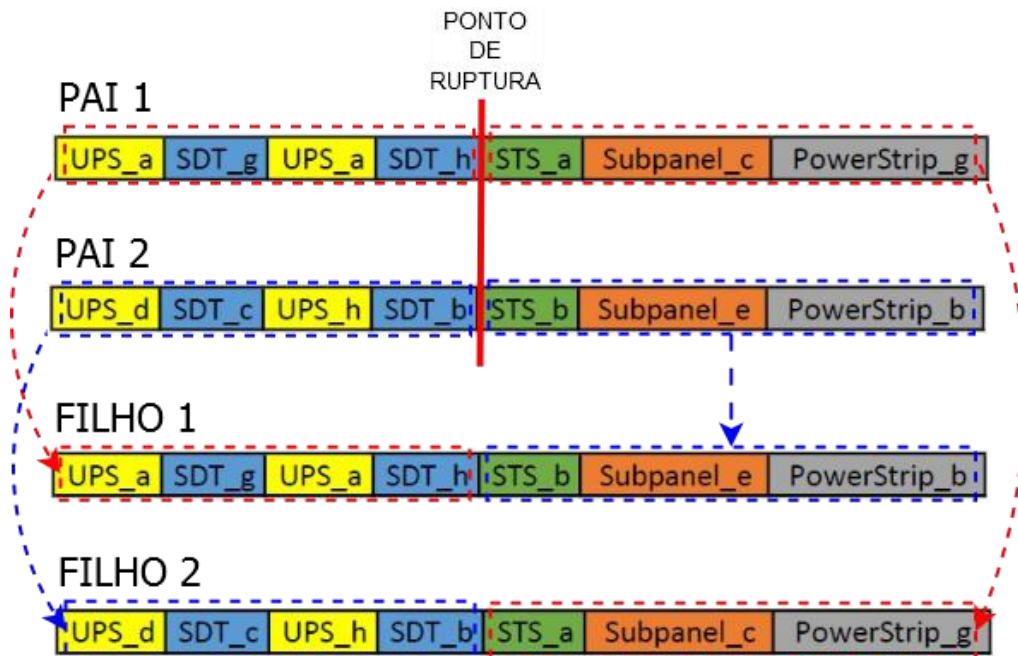 PONTO
DE
RUPTURA
PAI 1
UPS_a SDT_g UPS_a SDT_h STS_a Subpanel_c PowerStrip_g
PAI 2
UPS_d SDT_c UPS_h SDT_b STS_b Subpanel_e PowerStrip_b
FILHO 1
UPS_a SDT_g UPS_a SDT_h STS_b Subpanel_e PowerStrip_b
FILHO 2
UPS_d SDT_c UPS_h SDT_b STS_a Subpanel_c PowerStrip_g